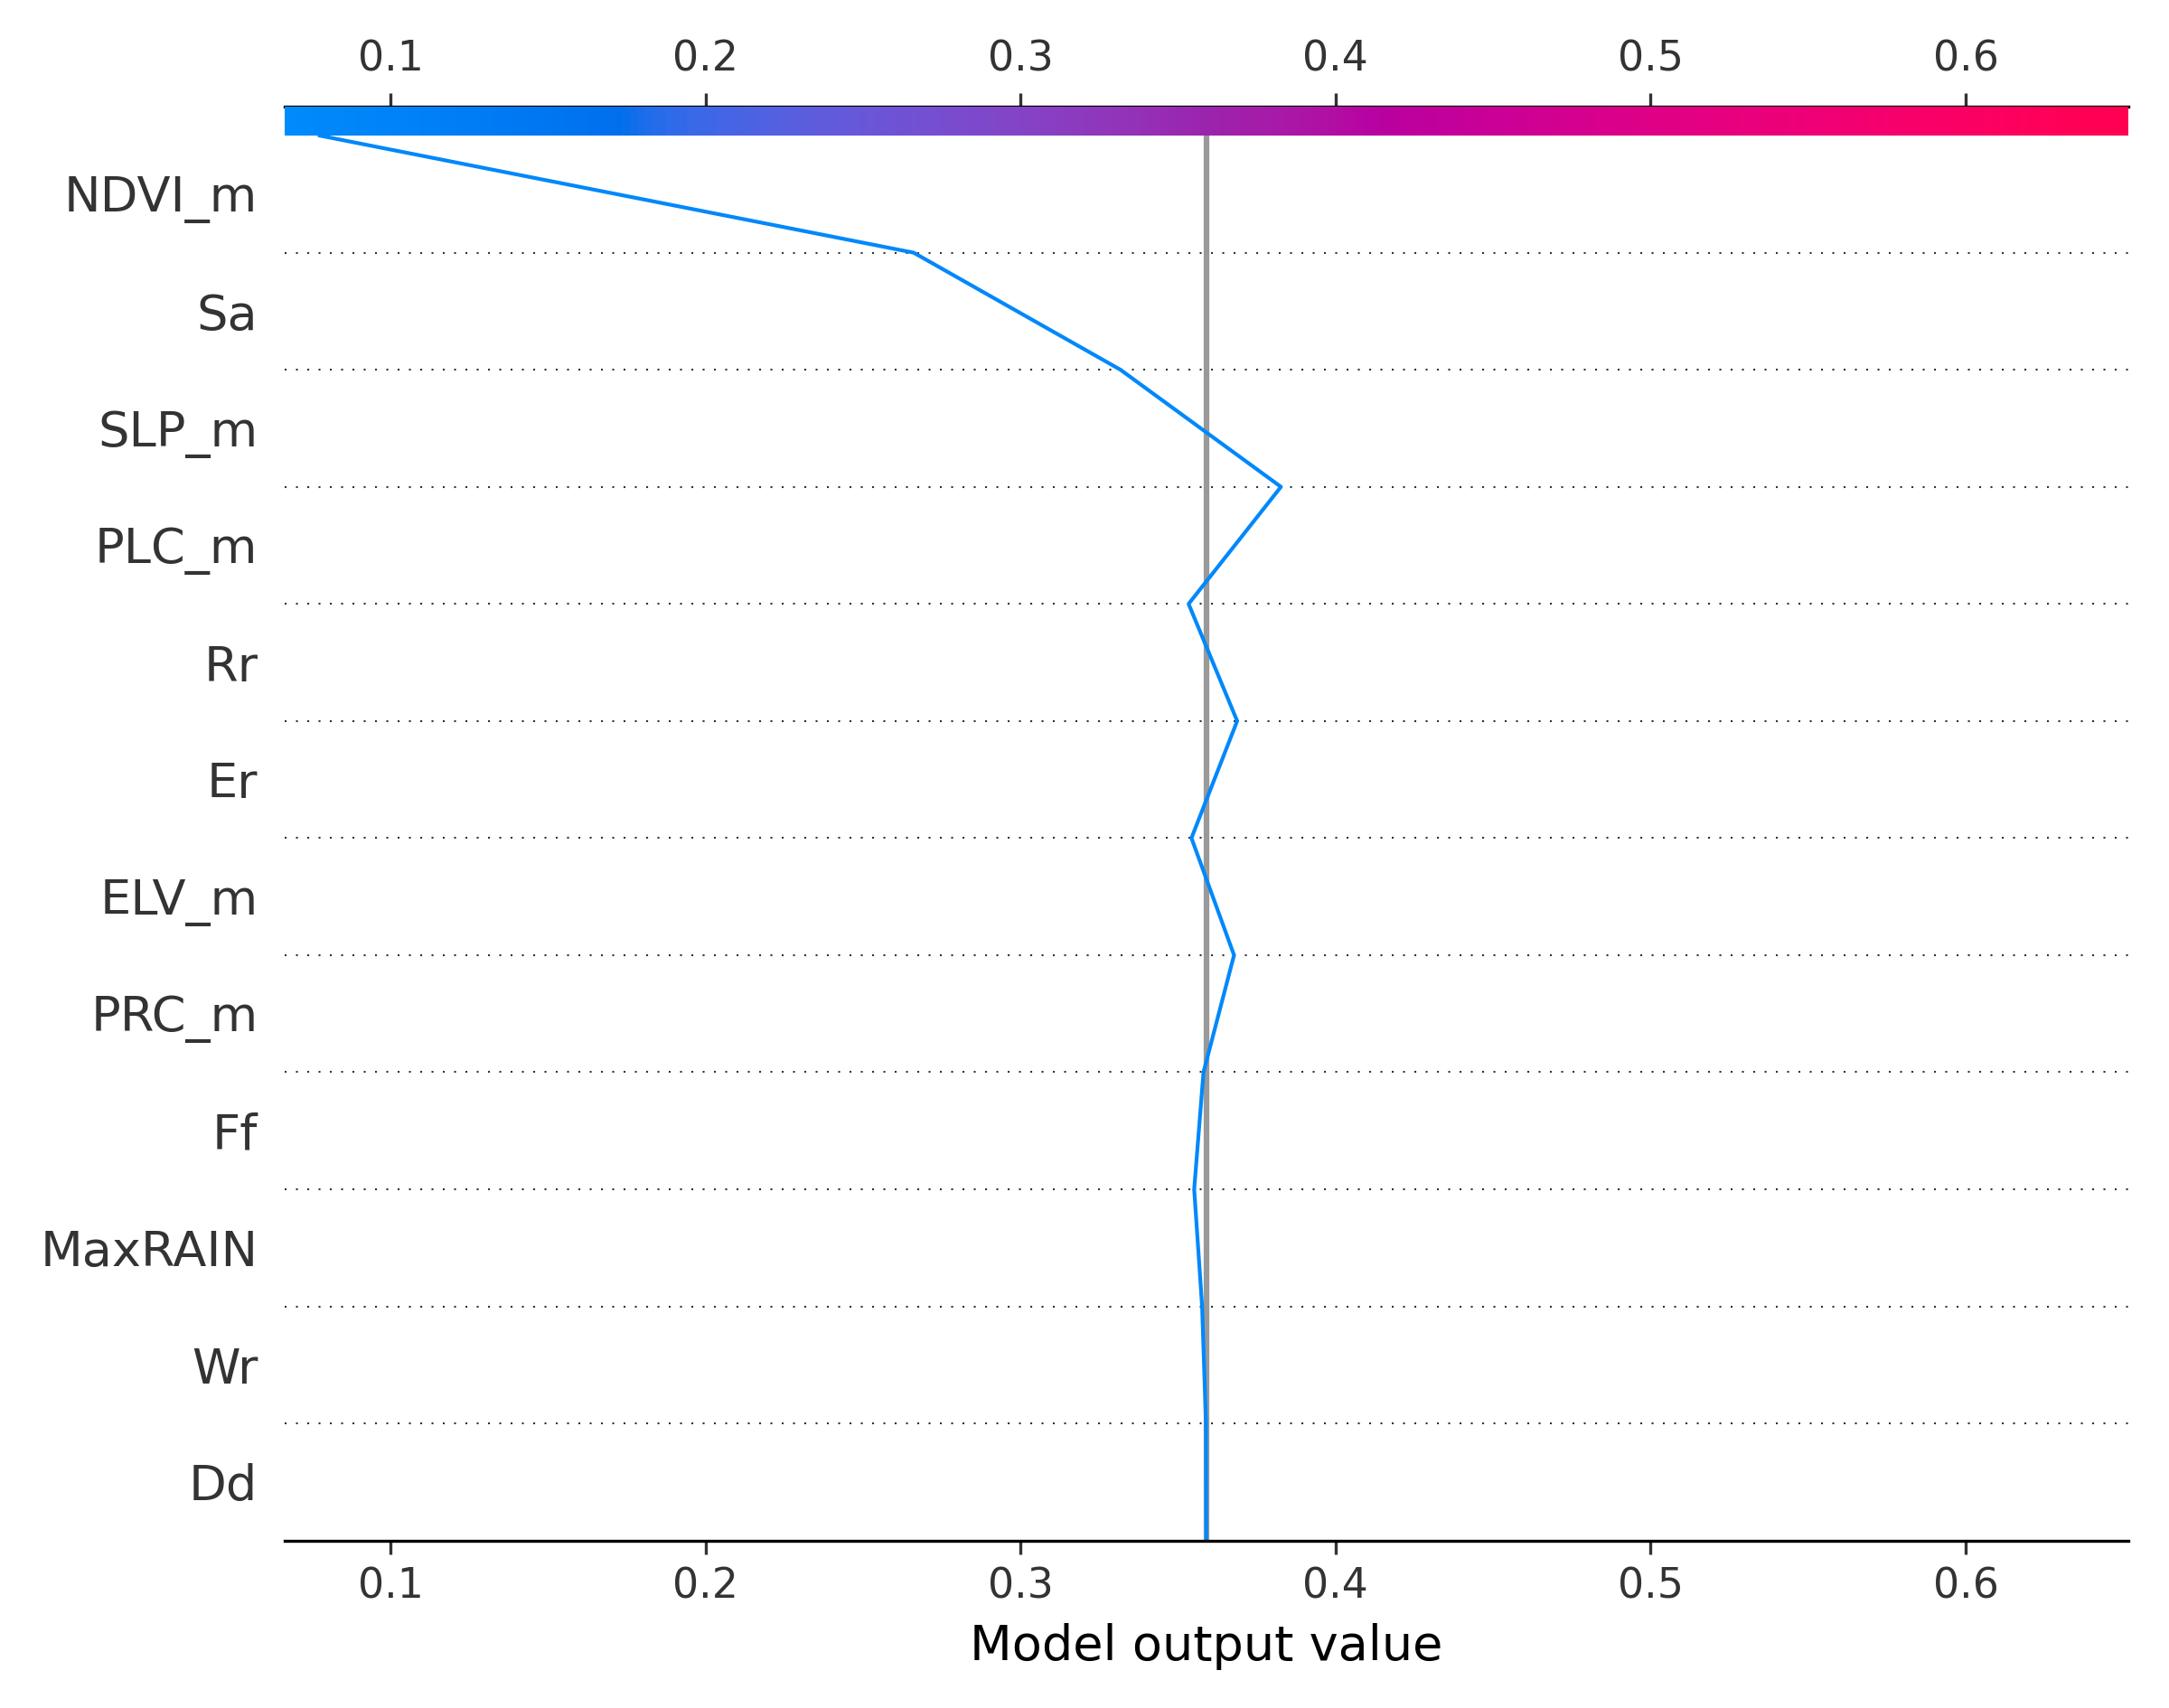 0.1 0.2 0.3 0.4 0.5 0.6
NDVI_m
Sa
SLP_m
PLC_m
Rr
Er
ELV_m
PRC_m
Ff
MaxRAIN
Wr
Dd
0.1 0.2 0.3 0.4 0.5 0.6
Model output value